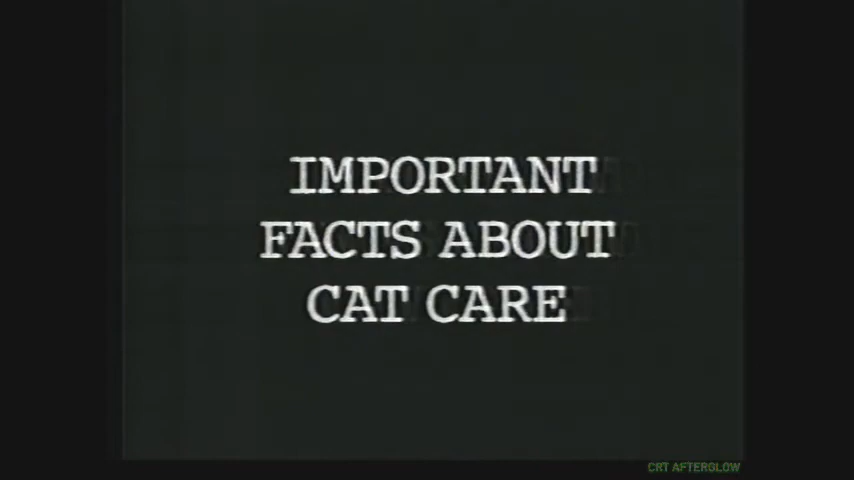 IMPORTANT
FACTS ABOUT
CAT CARE
CRT AFTERGLOW